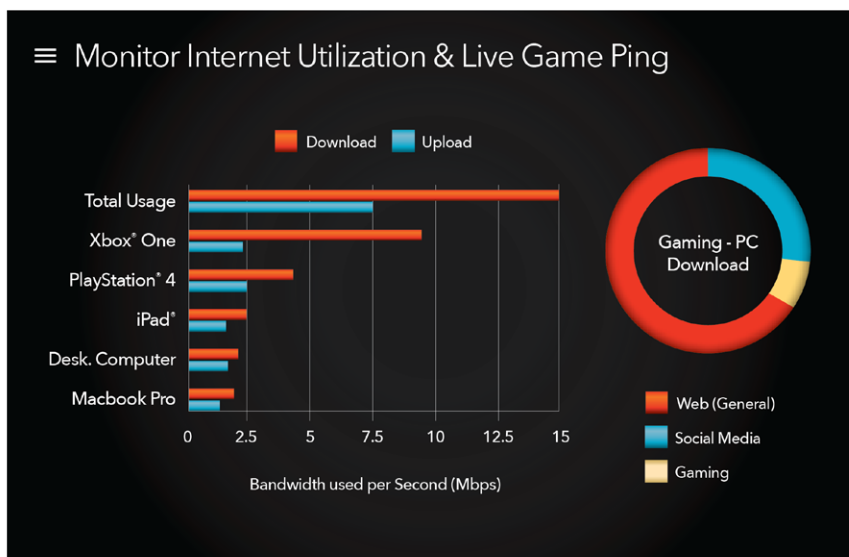 Monitor Internet Utilization & Live Game Ping
Download
Upload
Total Usage
Xbox® One
PlayStation® 4
iPad®
Desk. Computer
Macbook Pro
0 2.5 5 7.5 10 12.5 15
Bandwidth used per Second (Mbps)
Gaming - PC
Download
Web (General)
Social Media
Gaming